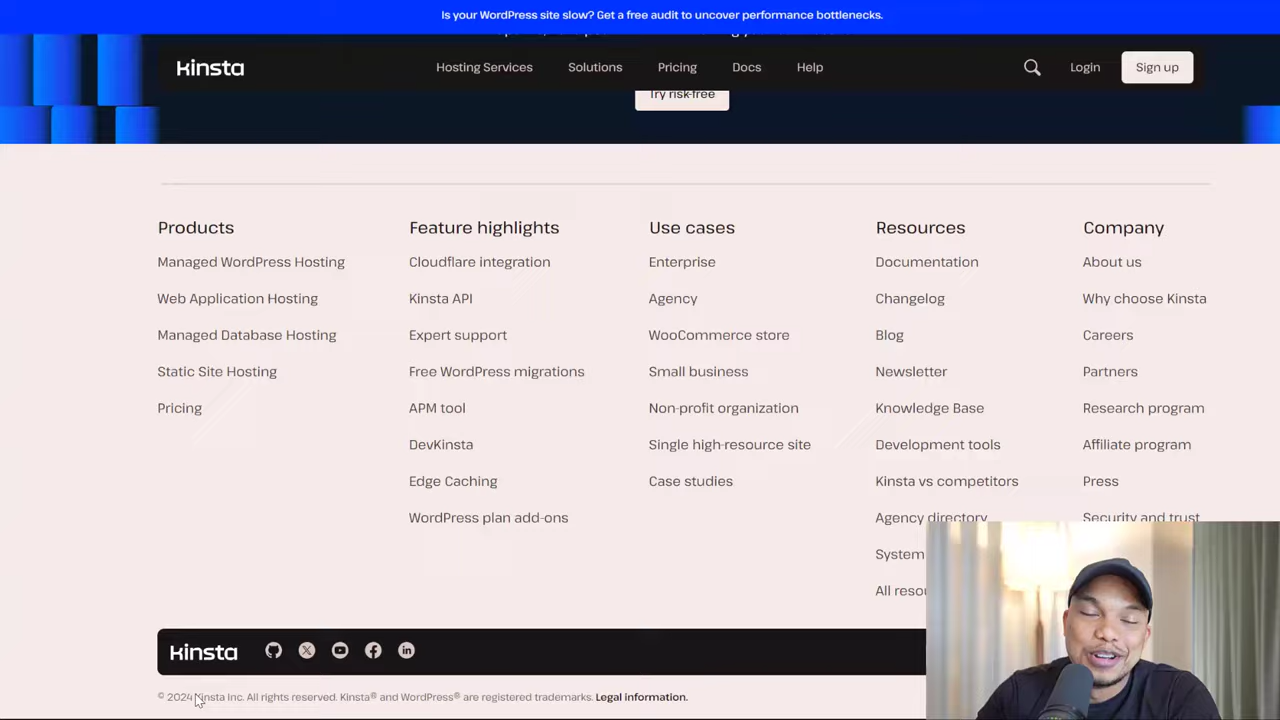 Is your WordPress site slow? Get a free audit to uncover performance bottlenecks.
Kinsta Hosting Services Solutions Pricing Docs Help Login Sign up
Try risk-free
Products
Managed WordPress Hosting
Web Application Hosting
Managed Database Hosting
Static Site Hosting
Pricing
Feature highlights
Cloudflare integration
Kinsta API
Expert support
Free WordPress migrations
APM tool
DevKinsta
Edge Caching
WordPress plan add-ons
Use cases
Enterprise
Agency
WooCommerce store
Small business
Non-profit organization
Single high-resource site
Case studies
Resources
Documentation
Changelog
Blog
Newsletter
Knowledge Base
Development tools
Kinsta vs competitors
Agency directory
System
All
Company
About us
Why choose Kinsta
Careers
Partners
Research program
Affiliate program
Press
Security and trust
Kinsta
© 2024 Kinsta Inc. All rights reserved. Kinsta® and WordPress® are registered trademarks. Legal information.